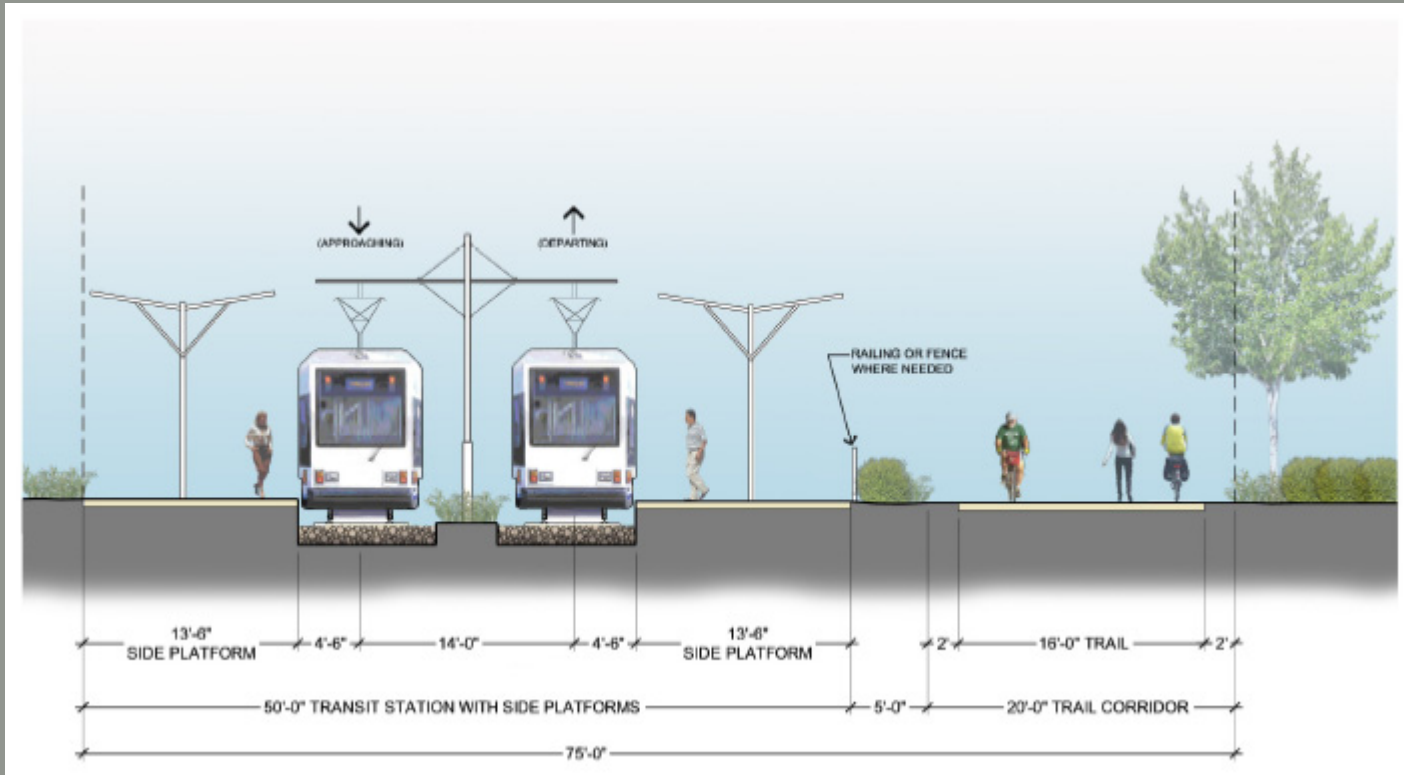 (APPROACHING)
(DEPARTING)
RAILING OR FENCE
WHERE NEEDED
13'-6"
SIDE PLATFORM
4'-6"
14'-0"
4'-6"
13'-6"
SIDE PLATFORM
2'
16'-0" TRAIL
2'
50'-0" TRANSIT STATION WITH SIDE PLATFORMS
5'-0"
20'-0" TRAIL CORRIDOR
75'-0"